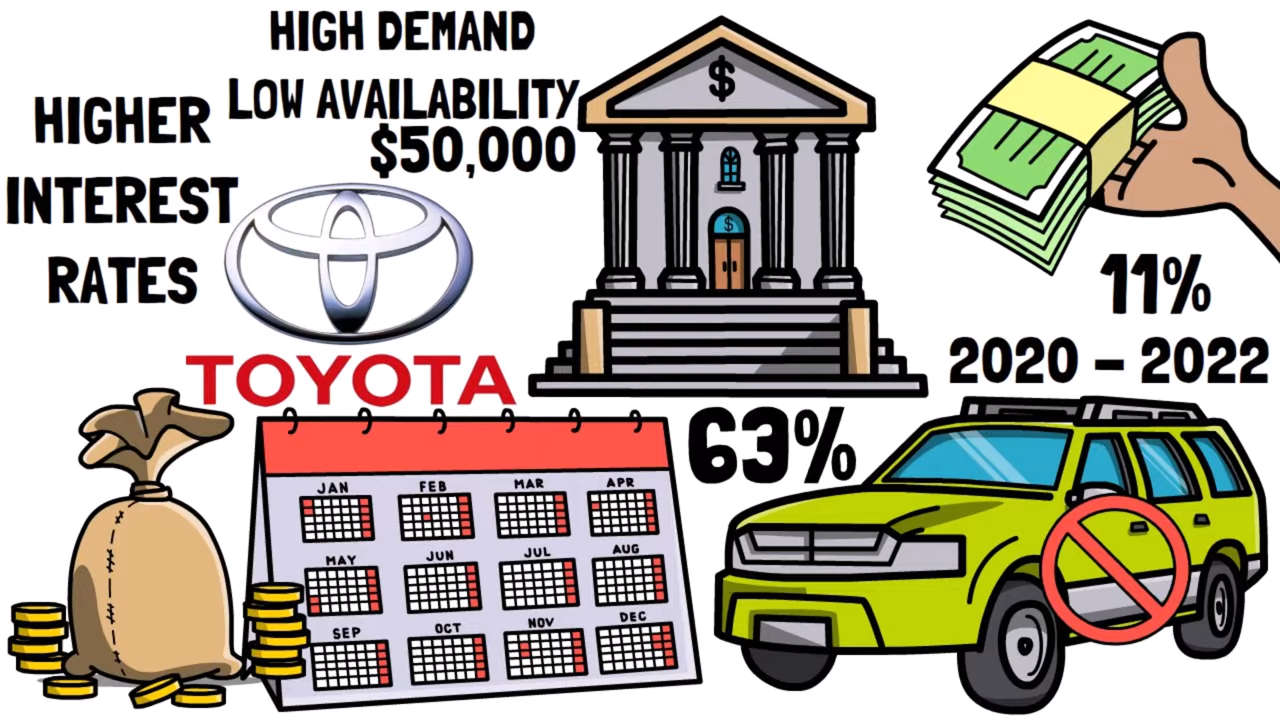 HIGH DEMAND
LOW AVAILABILITY
$50,000
HIGHER
INTEREST
RATES
TOYOTA
$
$
11%
2020 – 2022
63%
JAN FEB MAR APR
MAY JUN JUL AUG
SEP OCT NOV DEC